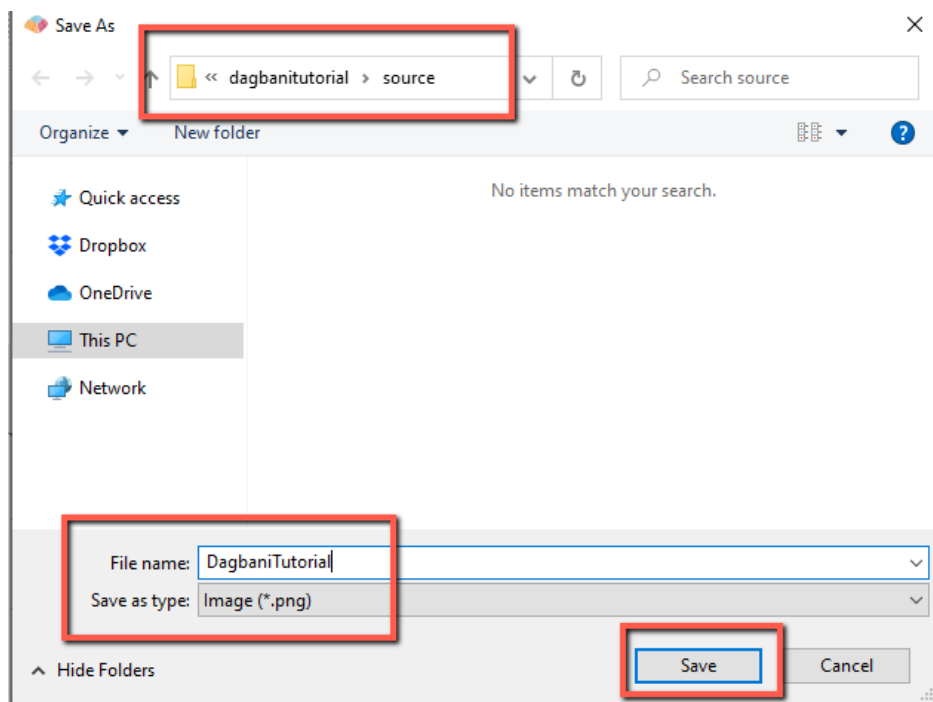 Save As
« dagbanitutorial › source
Search source
Organize
New folder
Quick access
No items match your search.
Dropbox
OneDrive
This PC
Network
File name: DagbaniTutorial
Save as type: Image (*.png)
Hide Folders
Save
Cancel